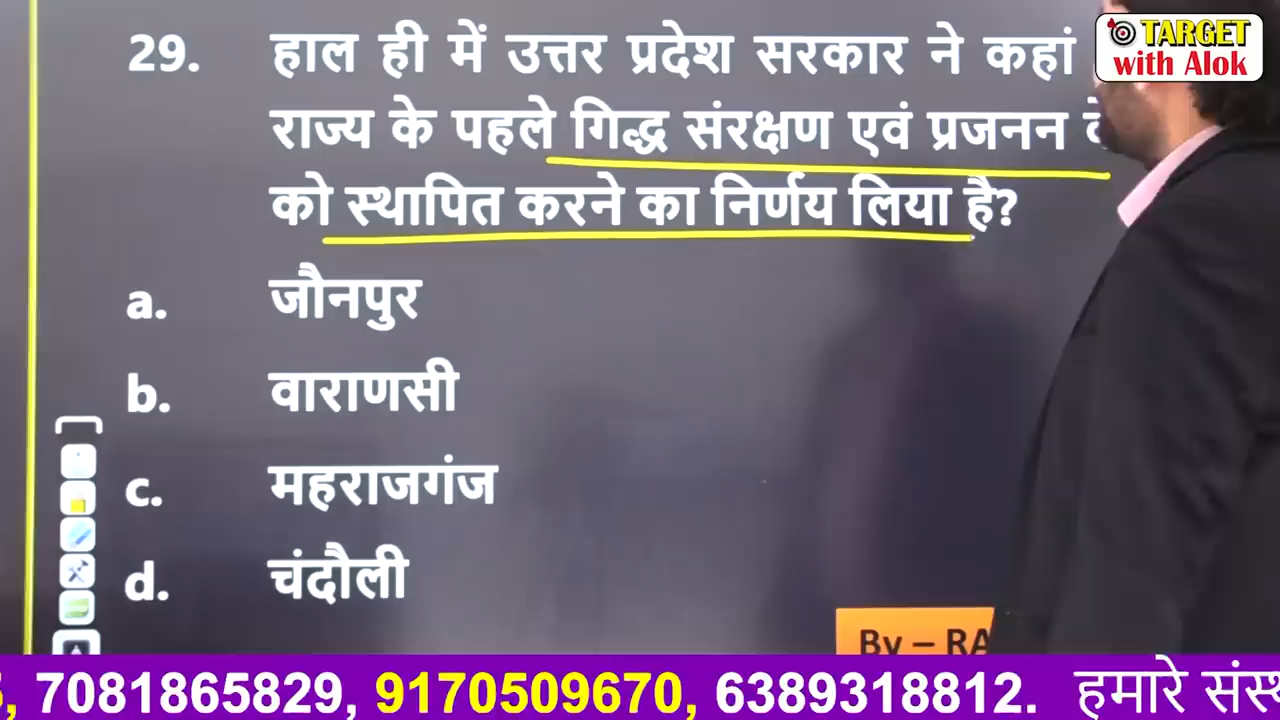 TARGET
with Alok
29. हाल ही में उत्तर प्रदेश सरकार ने कहां
राज्य के पहले गिद्ध संरक्षण एवं प्रजनन
को स्थापित करने का निर्णय लिया है?
a. जौनपुर
b. वाराणसी
c. महराजगंज
d. चंदौली
By – RA
7081865829, 9170509670, 6389318812. हमारे